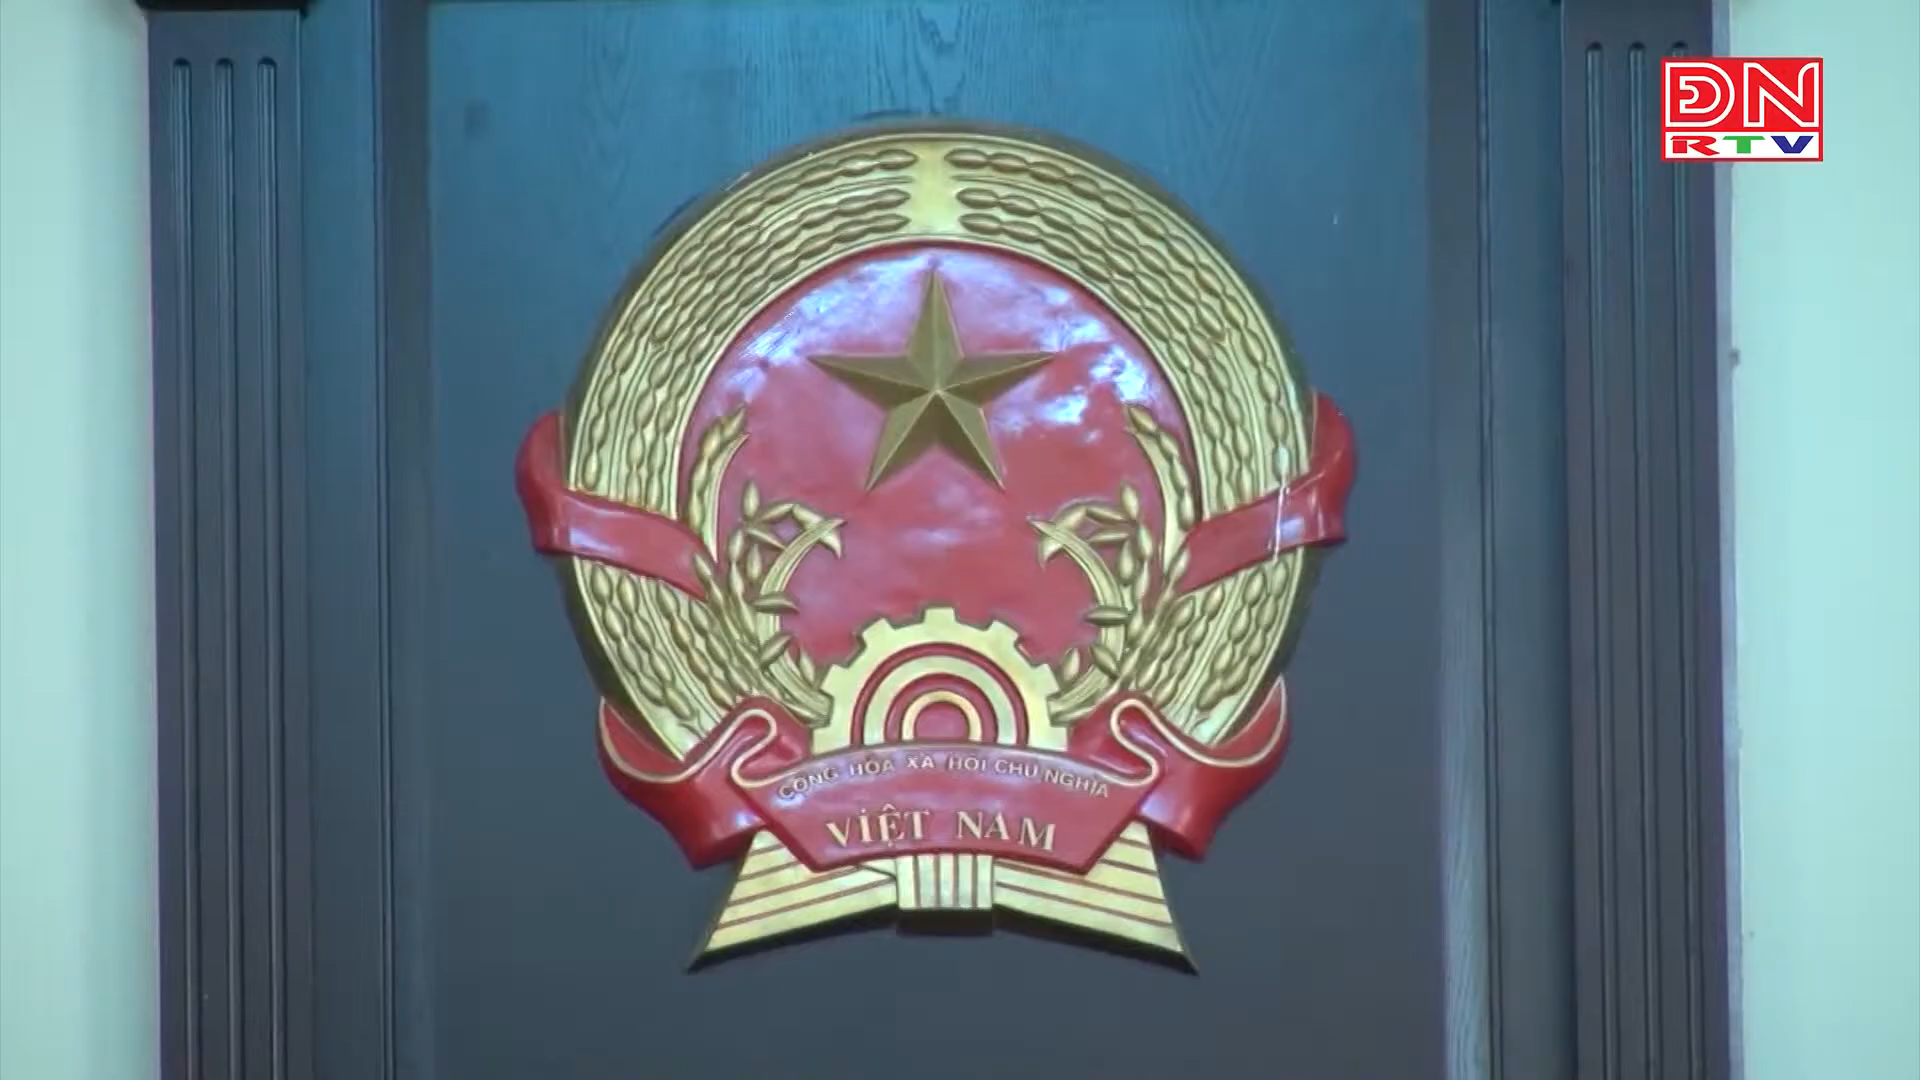 ĐN
RTV
CỘNG HÒA XÃ HỘI CHỦ NGHĨA
VIỆT NAM